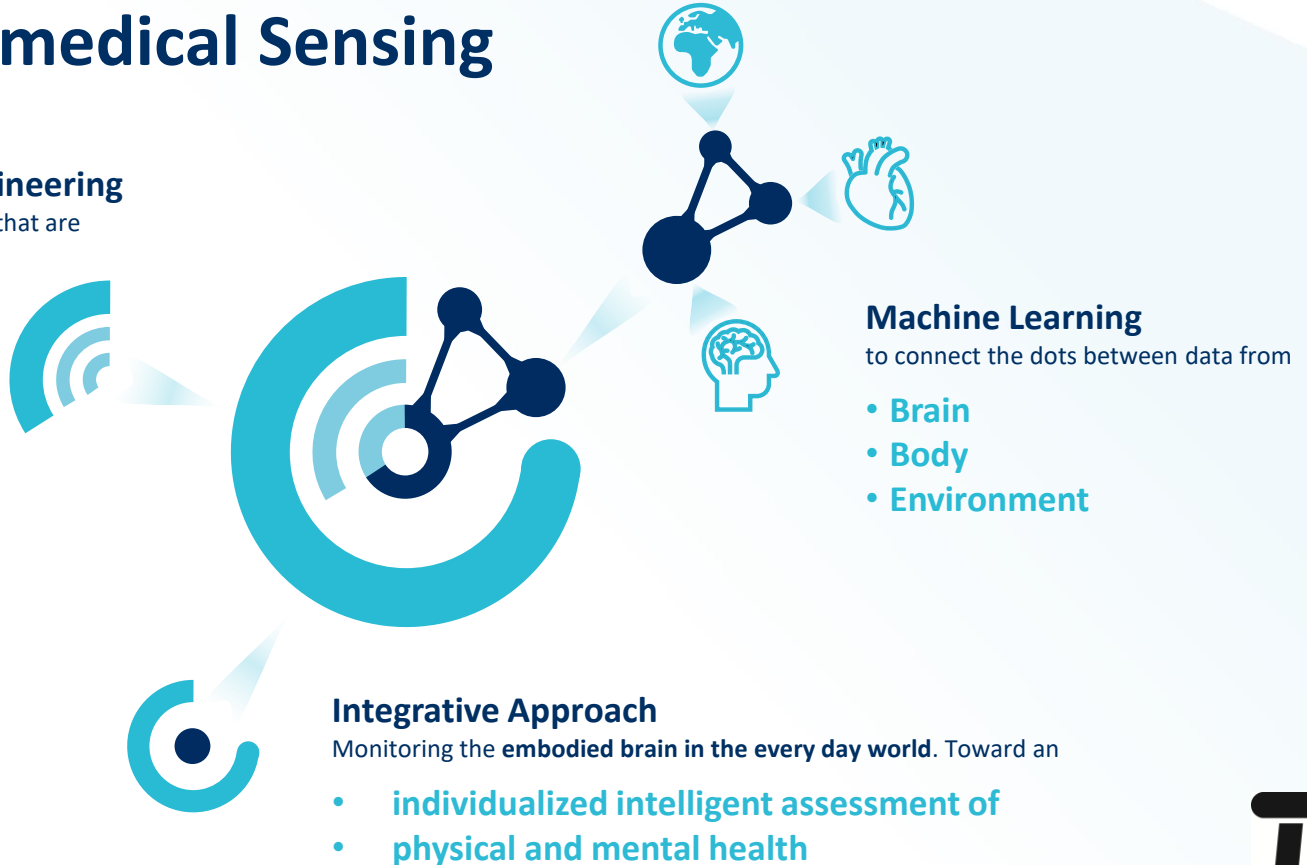 medical Sensing
ineering
that are
Machine Learning
to connect the dots between data from
• Brain
• Body
• Environment
Integrative Approach
Monitoring the embodied brain in the every day world. Toward an
• individualized intelligent assessment of
• physical and mental health